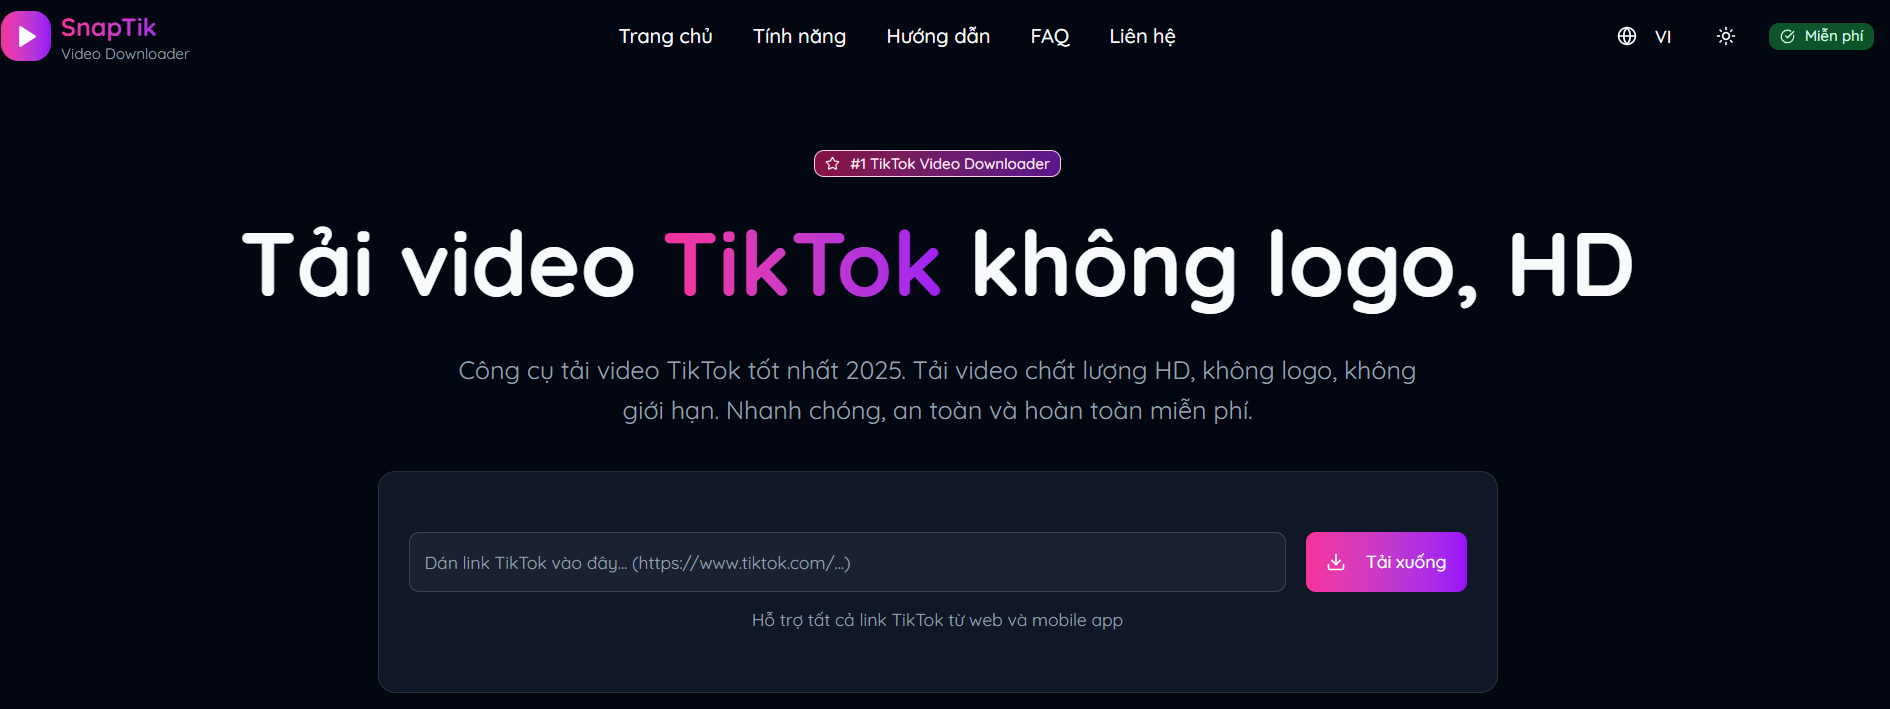 SnapTik
Video Downloader
Trang chủ
Tính năng
Hướng dẫn
FAQ
Liên hệ
VI
Miễn phí
#1 TikTok Video Downloader
Tải video TikTok không logo, HD
Công cụ tải video TikTok tốt nhất 2025. Tải video chất lượng HD, không logo, không
giới hạn. Nhanh chóng, an toàn và hoàn toàn miễn phí.
Dán link TikTok vào đây... (https://www.tiktok.com/...)
Tải xuống
Hỗ trợ tất cả link TikTok từ web và mobile app